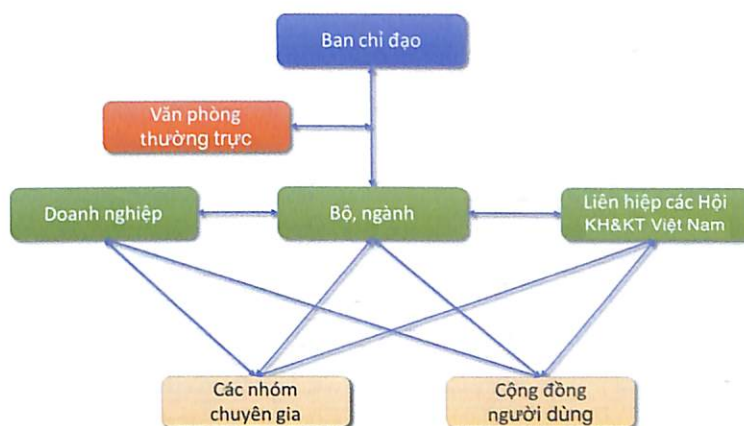 Ban chỉ đạo
Văn phòng
thường trực
Doanh nghiệp
Bộ, ngành
Liên hiệp các Hội
KH&KT Việt Nam
Các nhóm
chuyên gia
Cộng đồng
người dùng